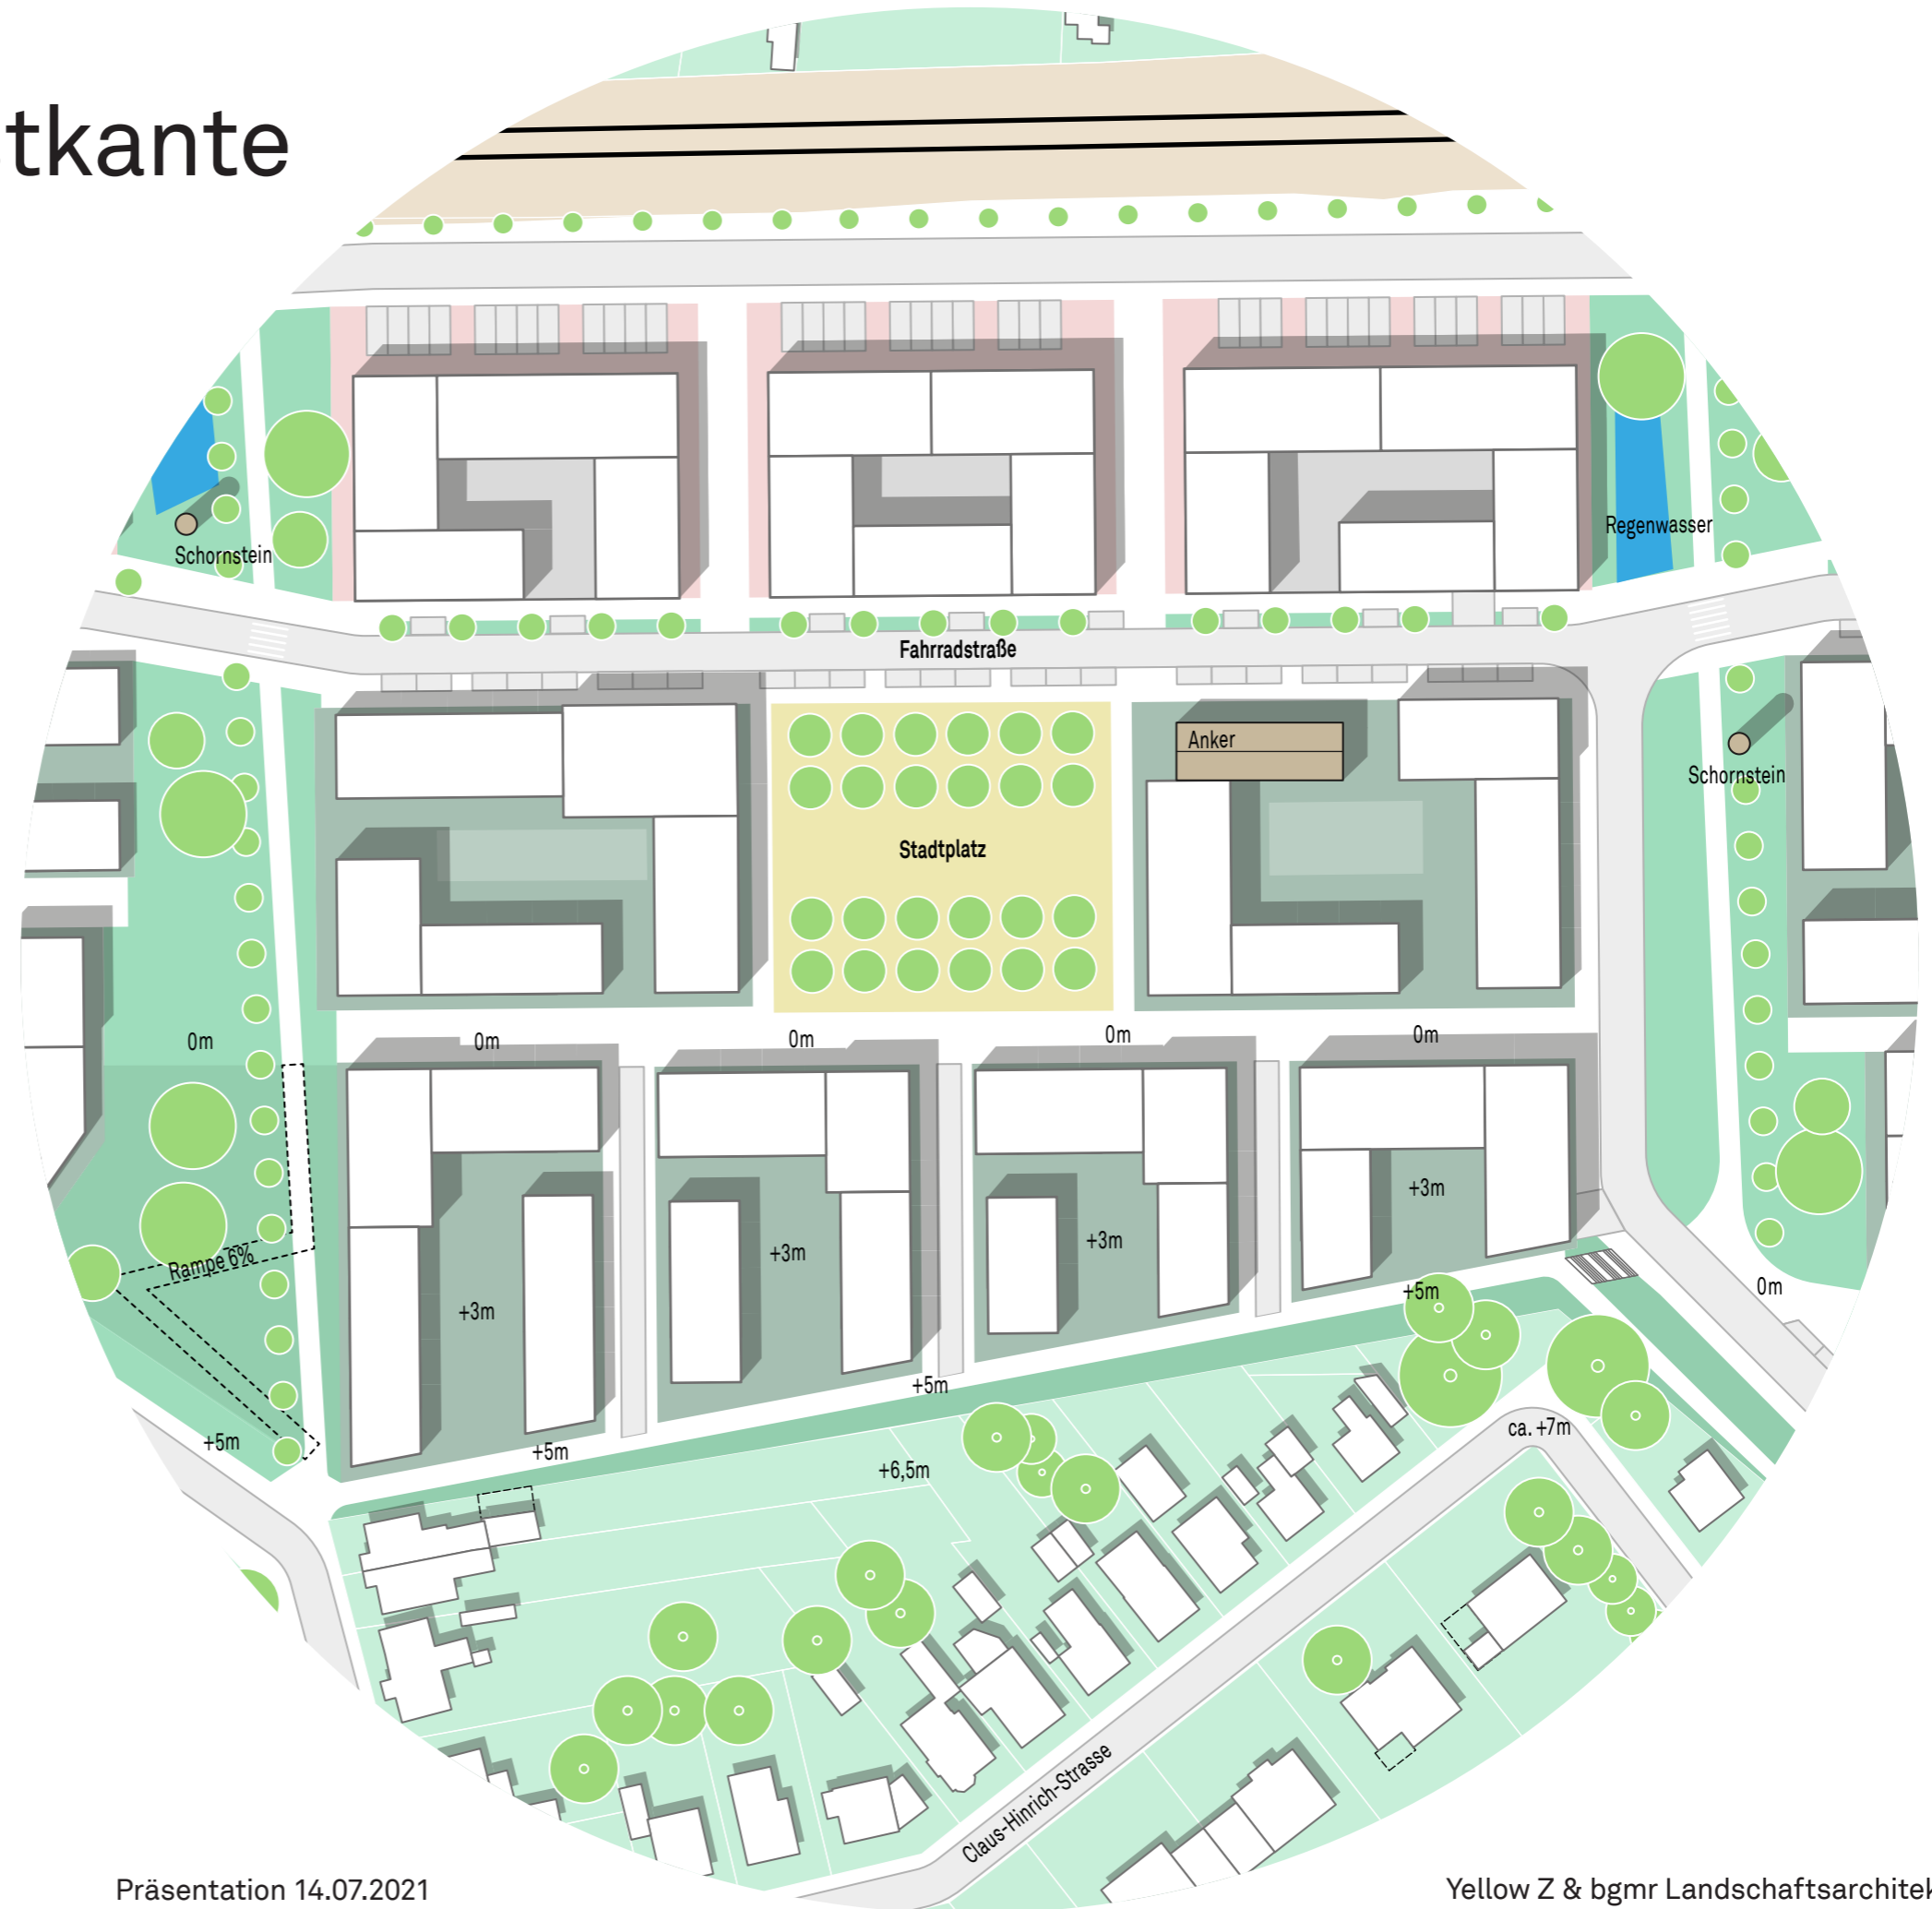 tkante
Schornstein
Regenwasser
Fahrradstraße
Anker
Schornstein
Stadtplatz
0m
0m
0m
0m
0m
+3m
+3m
+3m
+3m
Rampe 6%
0m
+5m
+5m
+5m
+5m
ca. +7m
+6,5m
Claus-Hinrich-Strasse
Präsentation 14.07.2021
Yellow Z & bgmr Landschaftsarchitek